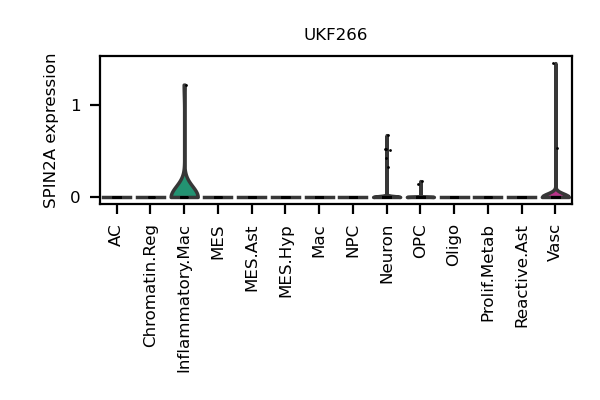 UKF266
SPIN2A expression
1
0
AC
Chromatin.Reg
Inflammatory.Mac
MES
MES.Ast
MES.Hyp
Mac
NPC
Neuron
OPC
Oligo
Prolif.Metab
Reactive.Ast
Vasc